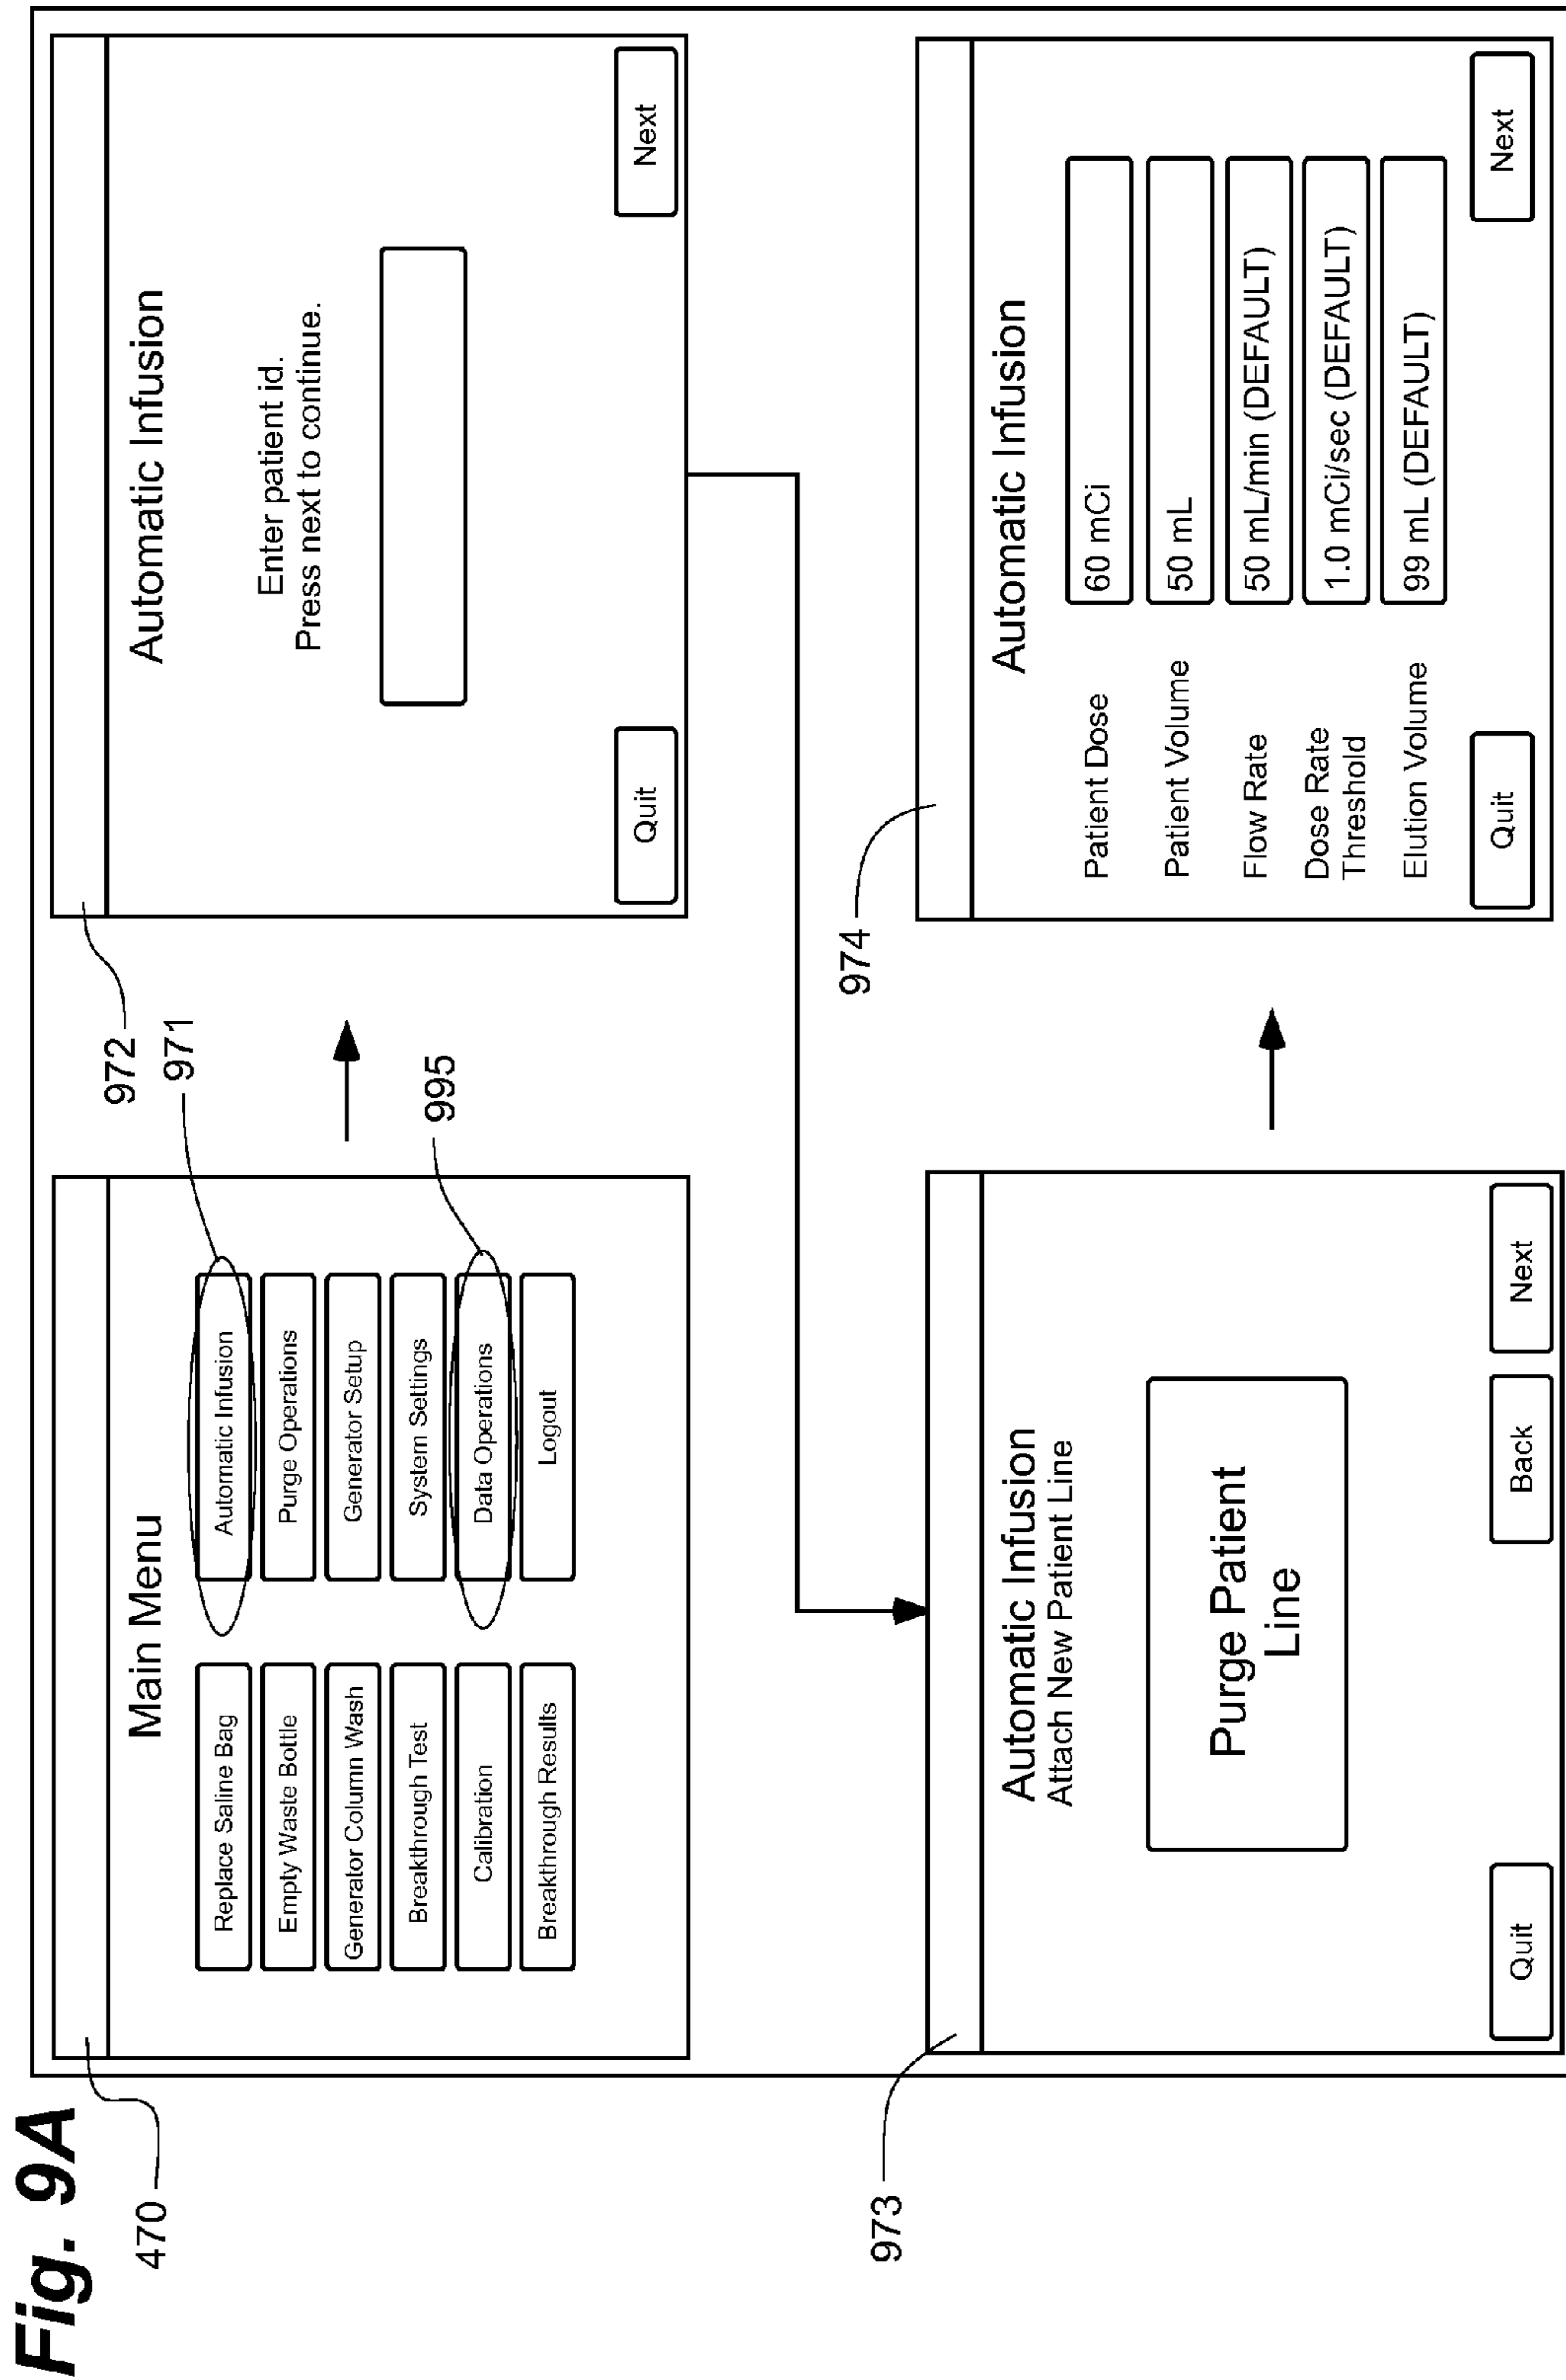 Fig. 9A
470
Main Menu
Replace Saline Bag
Empty Waste Bottle
Generator Column Wash
Breakthrough Test
Calibration
Breakthrough Results
Automatic Infusion
Purge Operations
Generator Setup
System Settings
Data Operations
Logout
971
995
972
Automatic Infusion
Enter patient id.
Press next to continue.
Quit
Next
973
Automatic Infusion
Attach New Patient Line
Purge Patient
Line
Quit
Back
Next
974
Automatic Infusion
Patient Dose
60 mCi
Patient Volume
50 mL
Flow Rate
50 mL/min (DEFAULT)
Dose Rate
Threshold
1.0 mCi/sec (DEFAULT)
Elution Volume
99 mL (DEFAULT)
Quit
Next